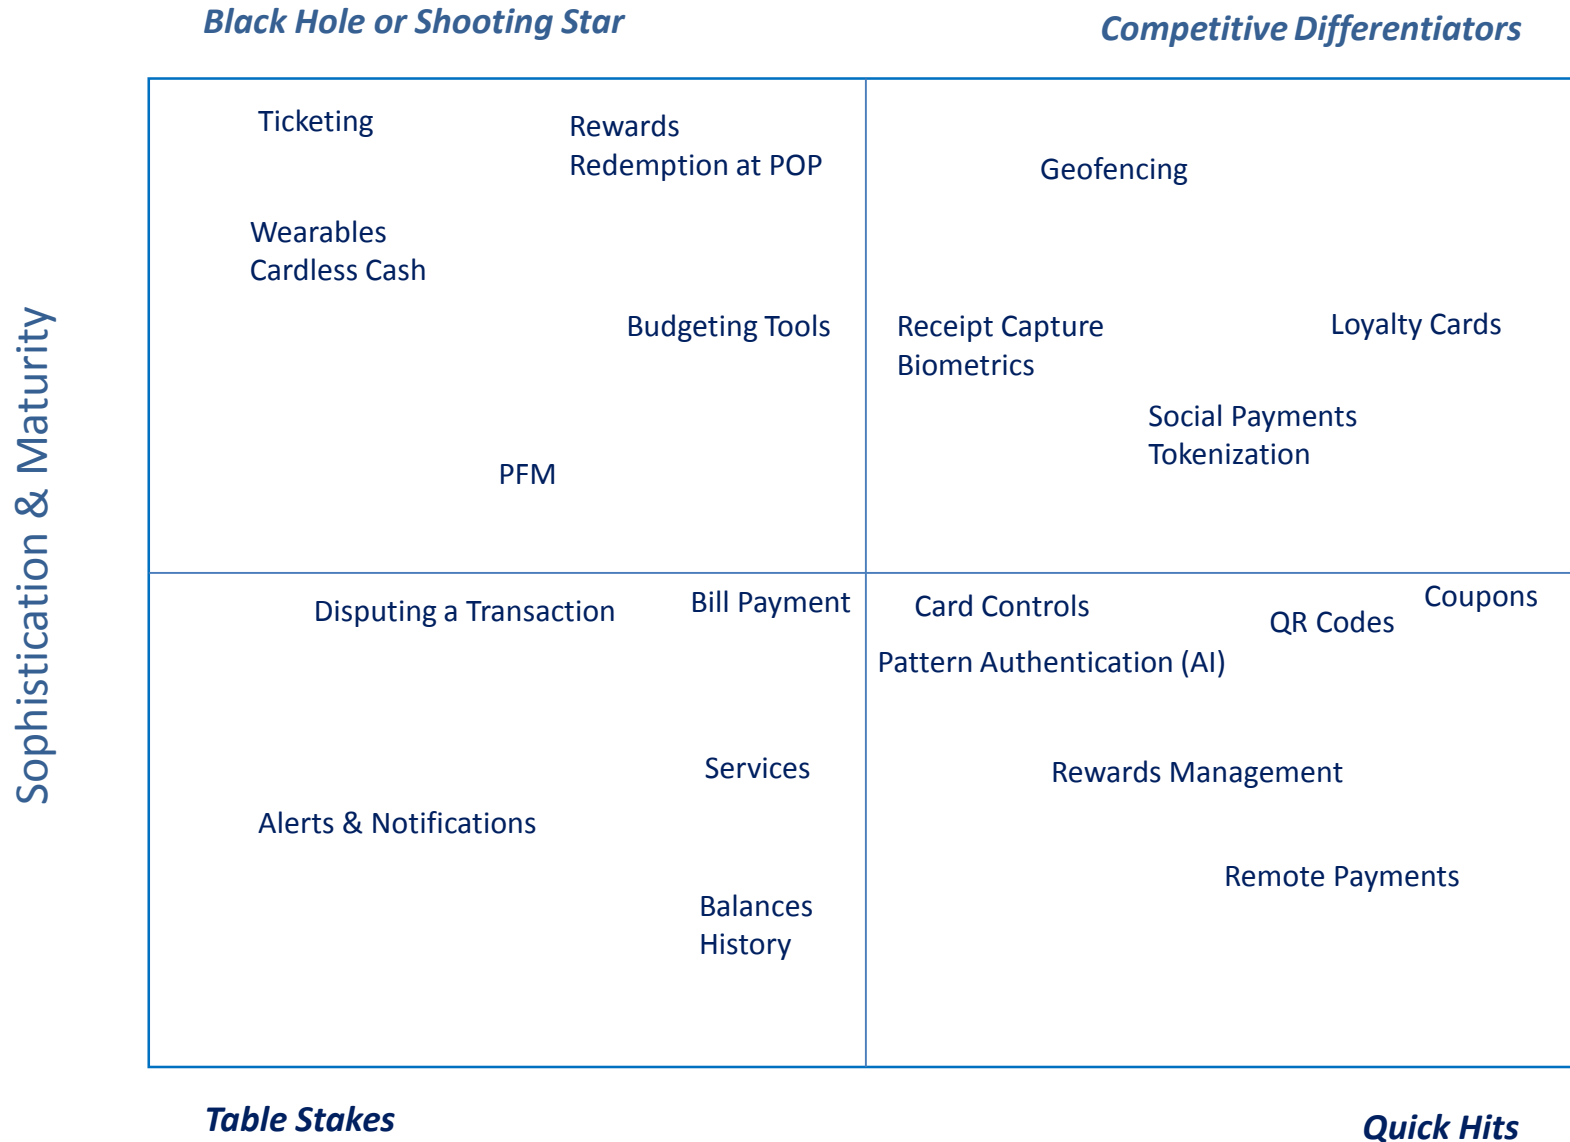 Black Hole or Shooting Star
Competitive Differentiators
Sophistication & Maturity
Ticketing
Rewards
Redemption at POP
Wearables
Cardless Cash
Budgeting Tools
PFM
Geofencing
Receipt Capture
Biometrics
Loyalty Cards
Social Payments
Tokenization
Disputing a Transaction
Bill Payment
Services
Alerts & Notifications
Balances
History
Card Controls
QR Codes
Coupons
Pattern Authentication (AI)
Rewards Management
Remote Payments
Table Stakes
Quick Hits